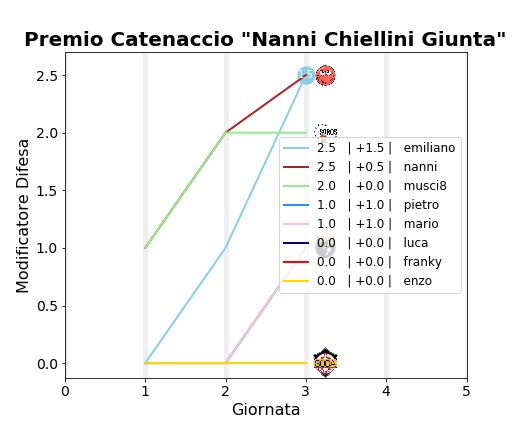 Premio Catenaccio "Nanni Chiellini Giunta"
Modificatore Difesa
2.5
2.0
1.5
1.0
0.5
0.0
2.5 | +1.5 | emiliano
2.5 | +0.5 | nanni
2.0 | +0.0 | musci8
1.0 | +1.0 | pietro
1.0 | +1.0 | mario
0.0 | +0.0 | luca
0.0 | +0.0 | franky
0.0 | +0.0 | enzo
0 1 2 3 4 5
Giornata